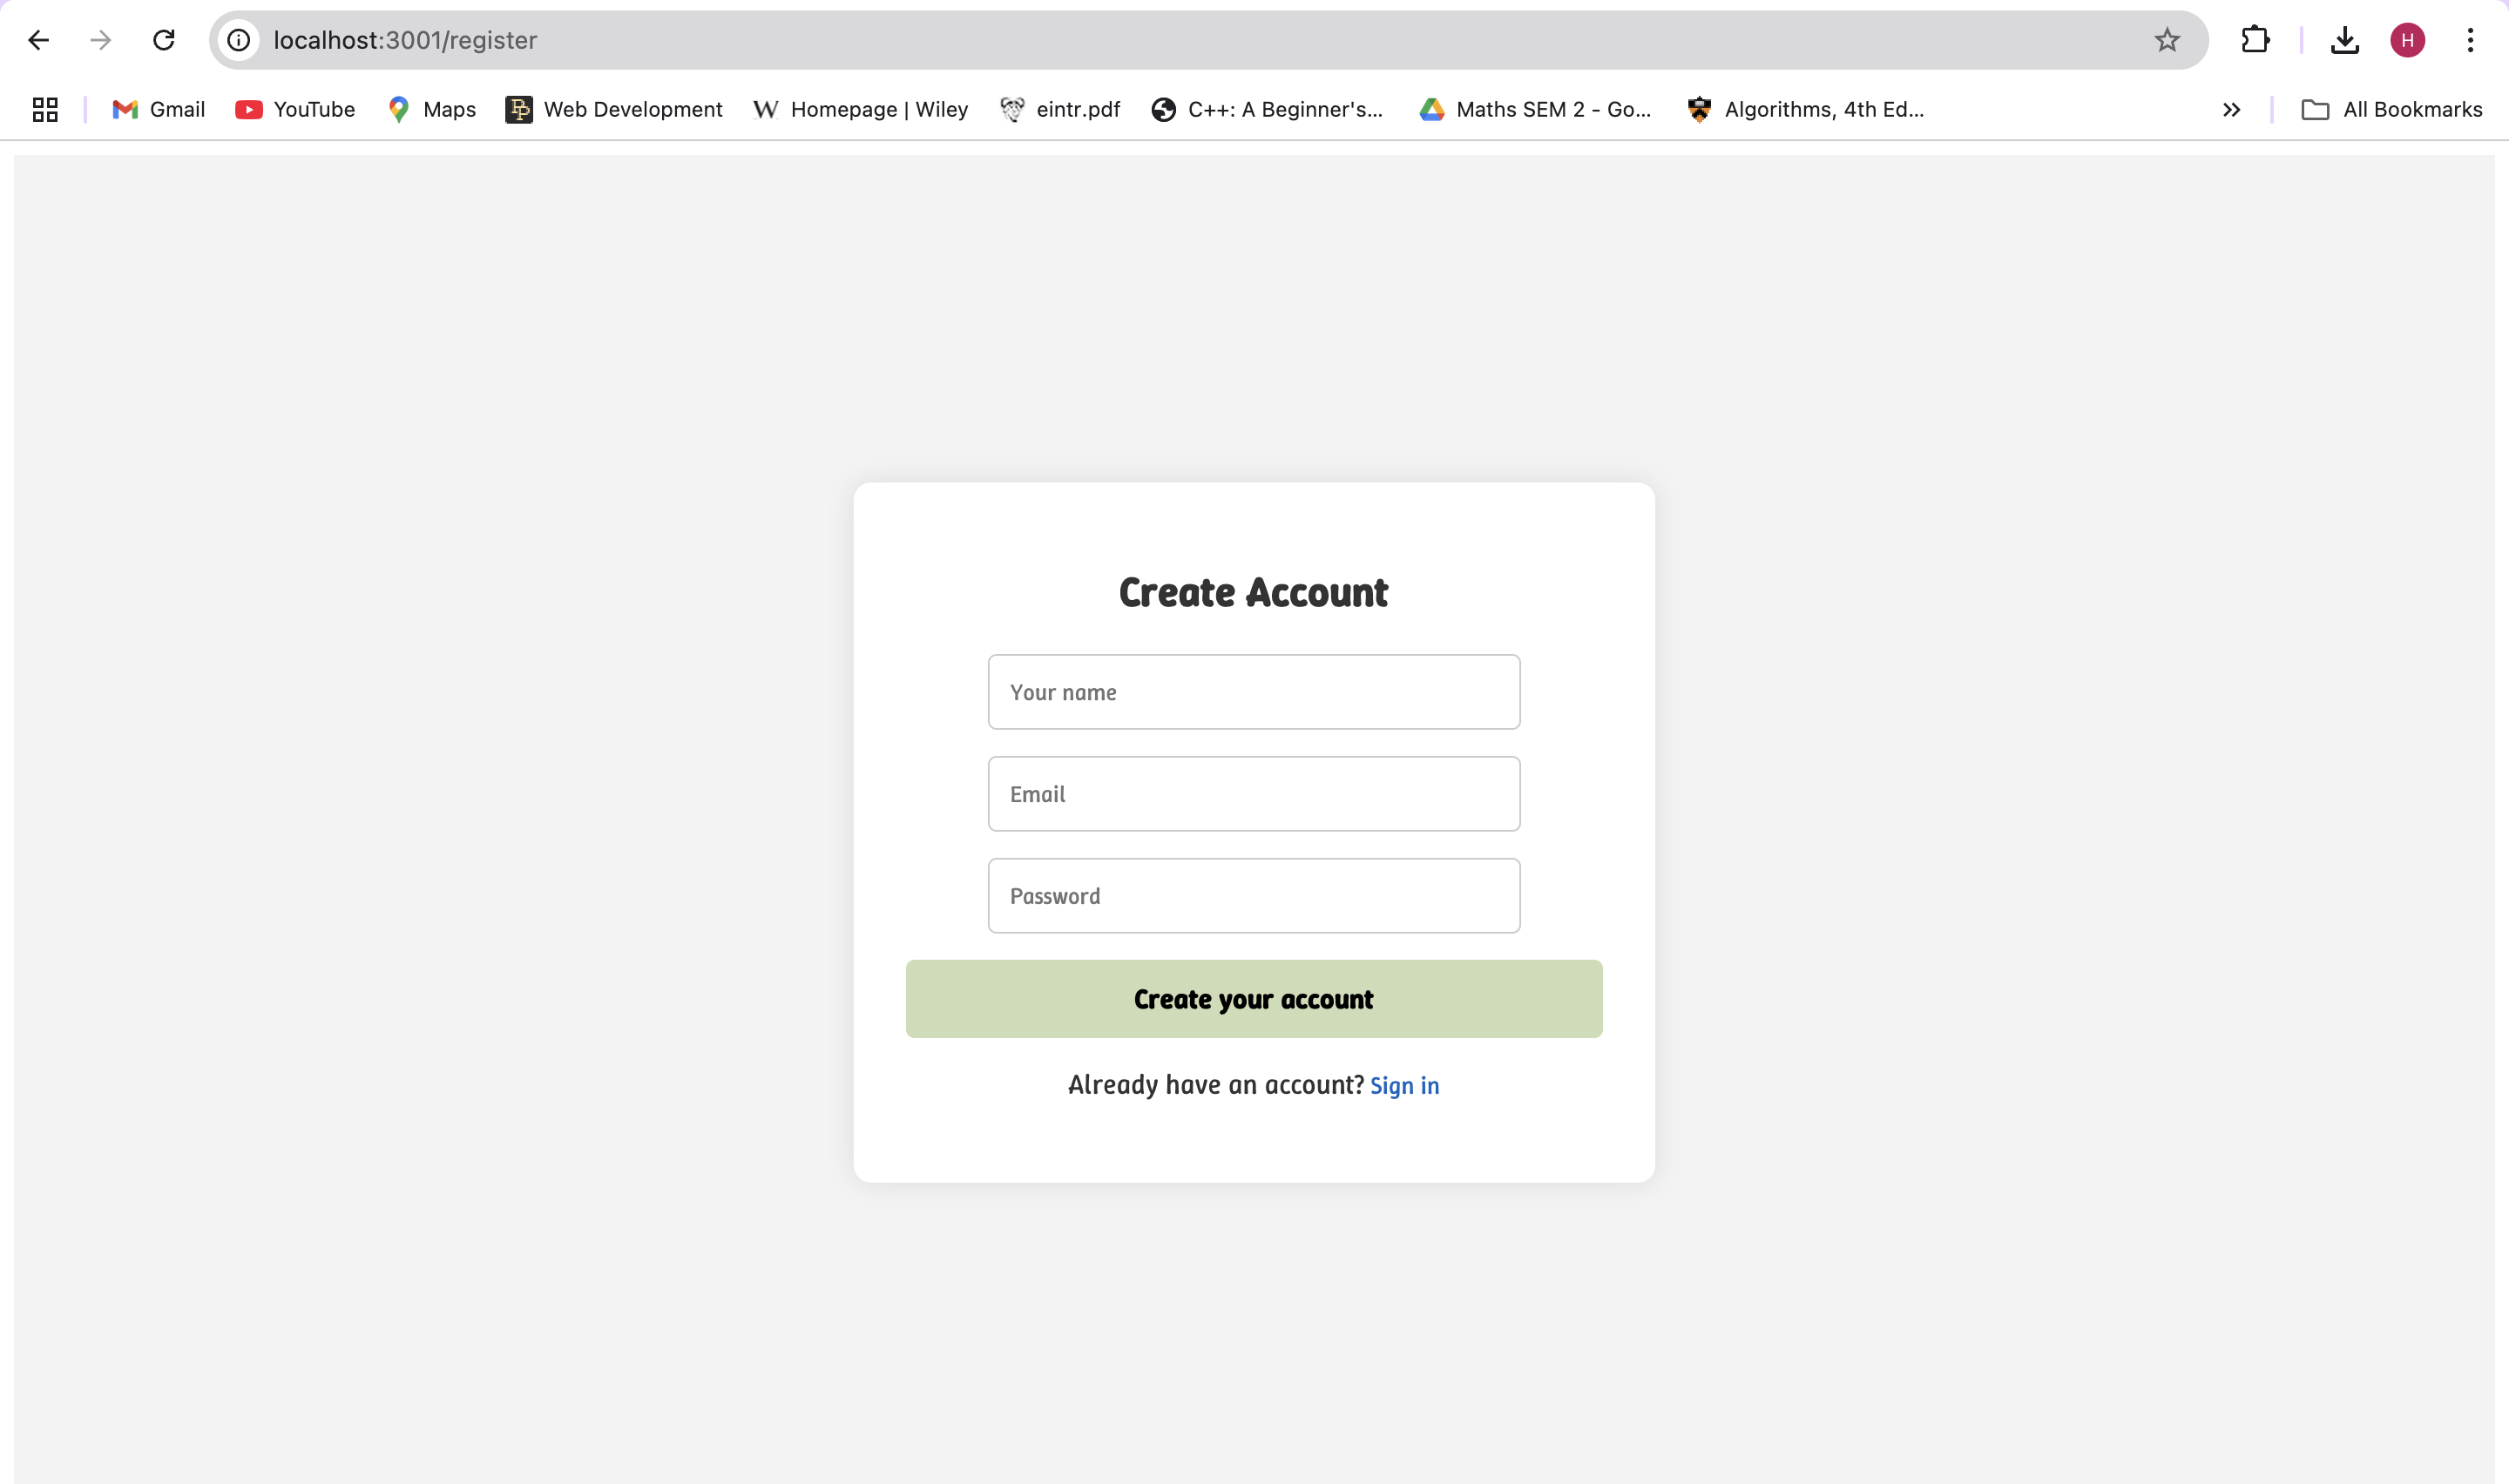 localhost:3001/register
H
Gmail YouTube Maps Web Development Homepage | Wiley eintr.pdf C++: A Beginner's... Maths SEM 2 - Go... Algorithms, 4th Ed... All Bookmarks
Create Account
Your name
Email
Password
Create your account
Already have an account? Sign in